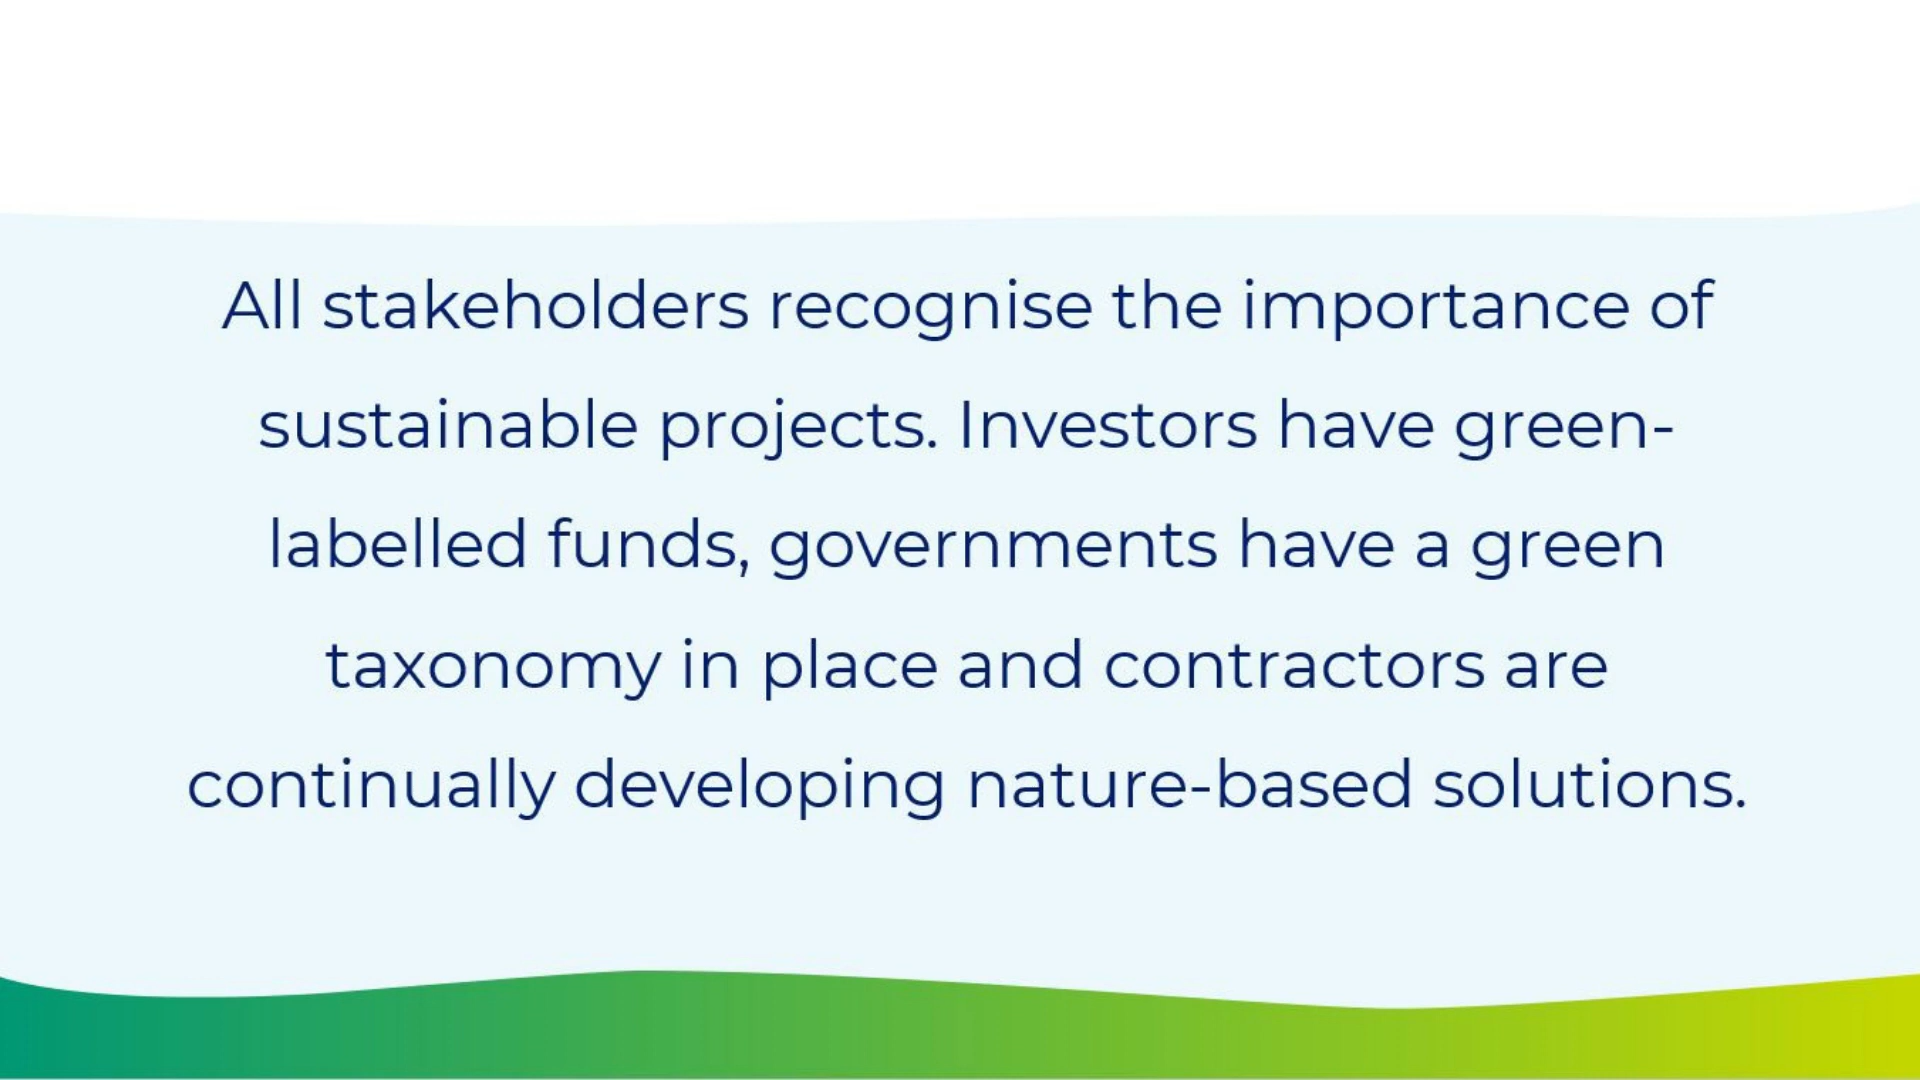 All stakeholders recognise the importance of
sustainable projects. Investors have green-
labelled funds, governments have a green
taxonomy in place and contractors are
continually developing nature-based solutions.